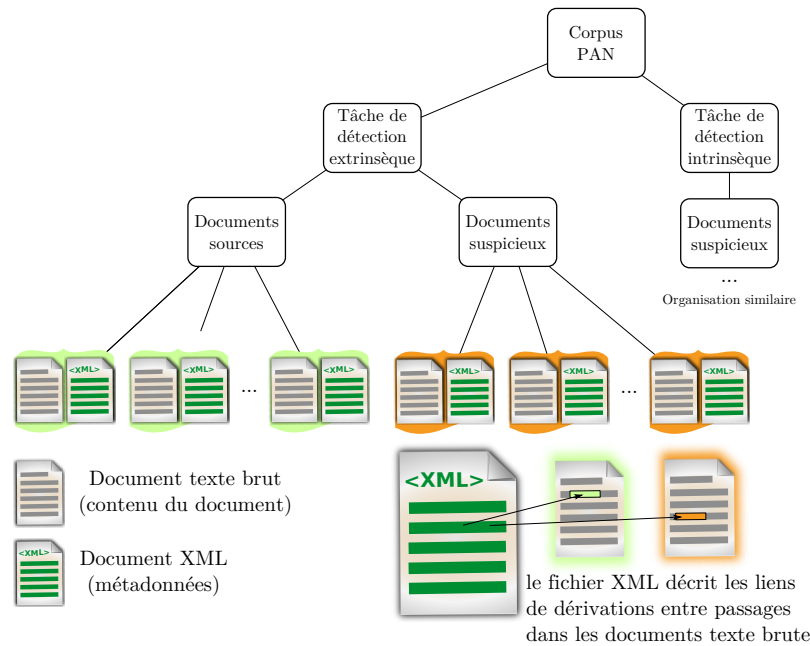 Corpus
PAN
Tâche de
détection
extrinsèque
Tâche de
détection
intrinsèque
Documents
sources
Documents
suspicieux
Documents
suspicieux
...
Organisation similaire
<XML>
<XML>
...
<XML>
<XML>
<XML>
...
<XML>
Document texte brut
(contenu du document)
<XML>
Document XML
(métadonnées)
<XML>
le fichier XML décrit les liens
de dérivations entre passages
dans les documents texte brute